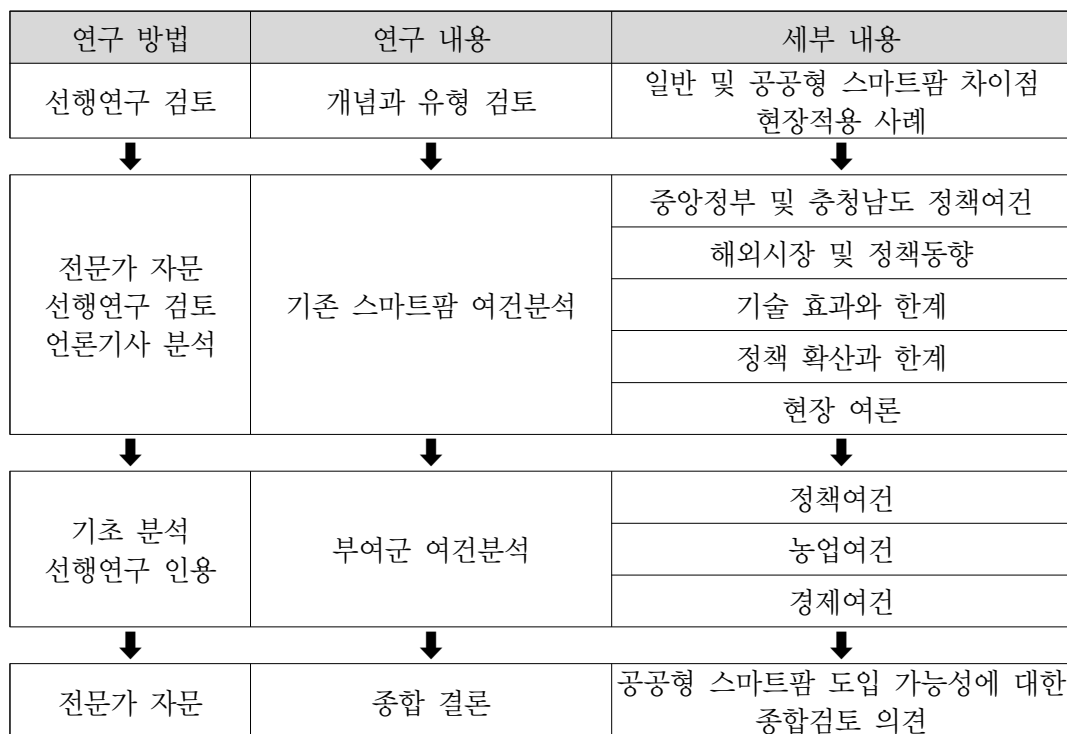 연구 방법
연구 내용
세부 내용
선행연구 검토
개념과 유형 검토
일반 및 공공형 스마트팜 차이점
현장적용 사례
전문가 자문
선행연구 검토
언론기사 분석
기존 스마트팜 여건분석
중앙정부 및 충청남도 정책여건
해외시장 및 정책동향
기술 효과와 한계
정책 확산과 한계
현장 여론
기초 분석
선행연구 인용
부여군 여건분석
정책여건
농업여건
경제여건
전문가 자문
종합 결론
공공형 스마트팜 도입 가능성에 대한
종합검토 의견